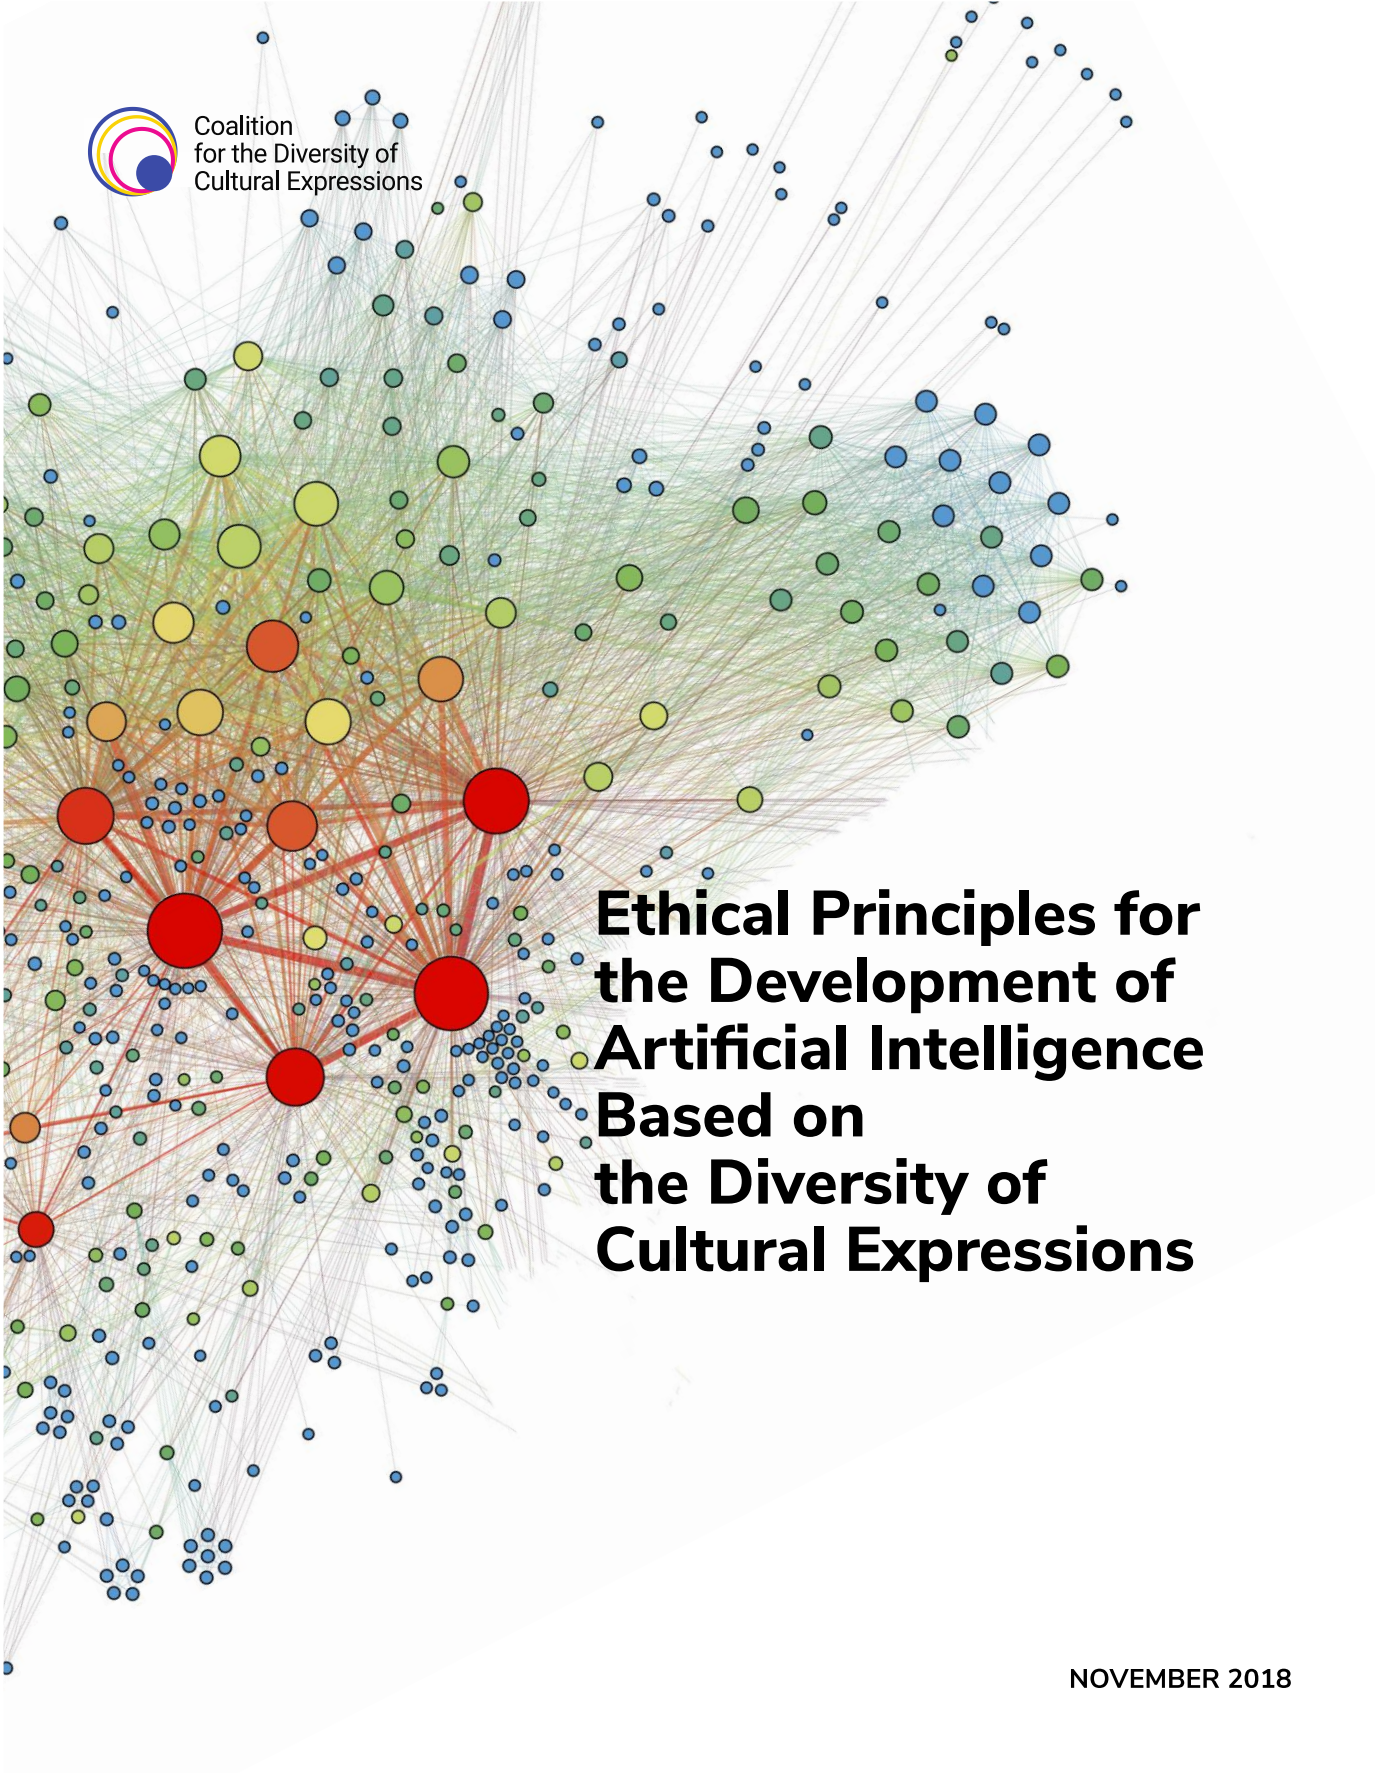 Coalition
for the Diversity of
Cultural Expressions
Ethical Principles for
the Development of
Artificial Intelligence
Based on
the Diversity of
Cultural Expressions
NOVEMBER 2018